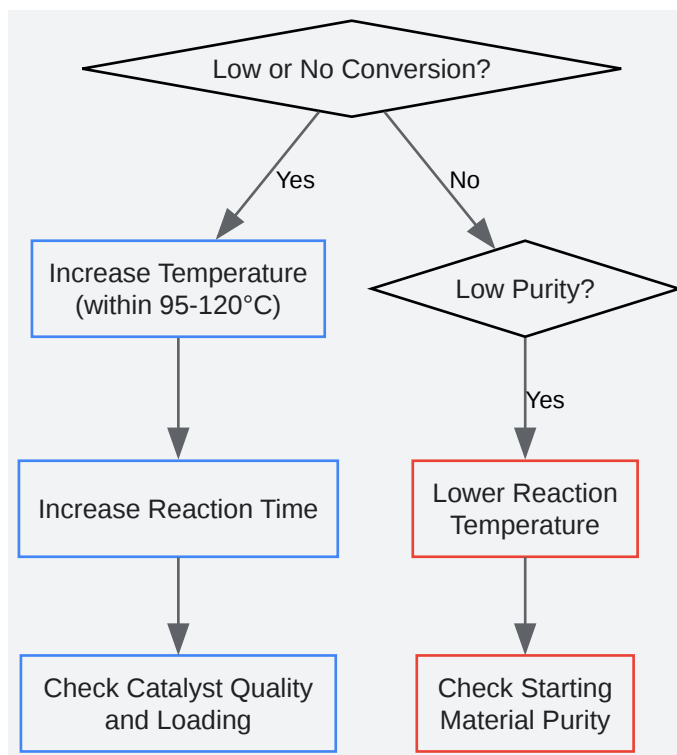 Low or No Conversion?
Yes
No
Increase Temperature
(within 95-120°C)
Low Purity?
Yes
Increase Reaction Time
Lower Reaction
Temperature
Check Catalyst Quality
and Loading
Check Starting
Material Purity